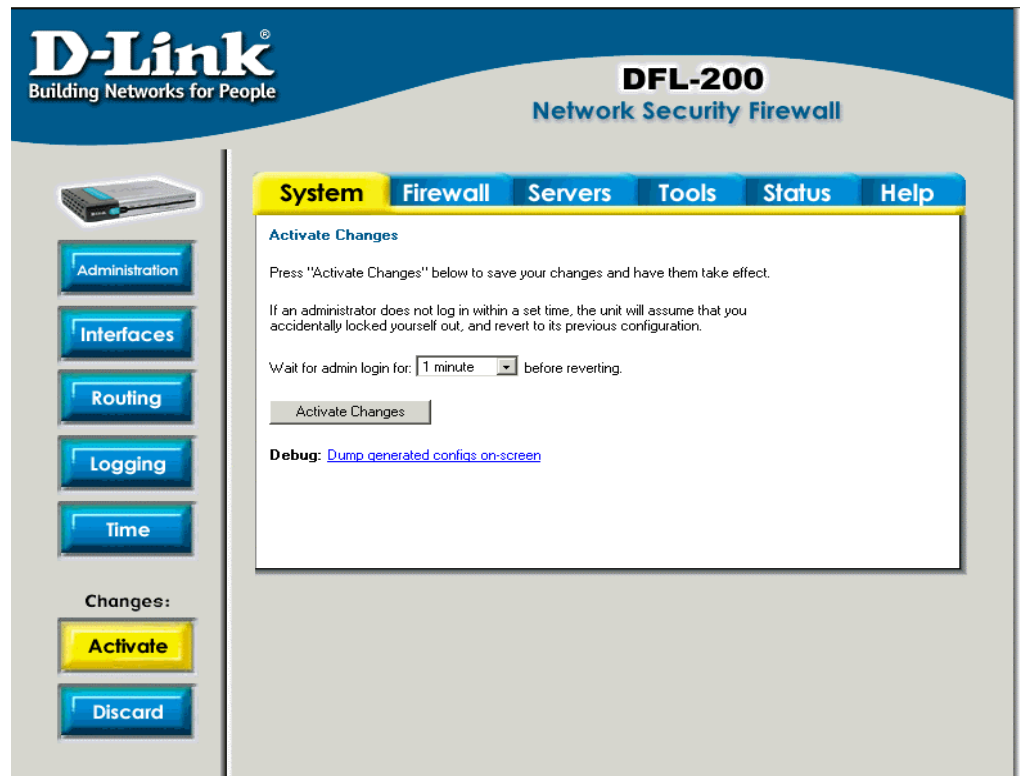 D-Link®
Building Networks for People
DFL-200
Network Security Firewall
System Firewall Servers Tools Status Help
Administration
Interfaces
Routing
Logging
Time
Changes:
Activate
Discard
Activate Changes
Press "Activate Changes" below to save your changes and have them take effect.
If an administrator does not log in within a set time, the unit will assume that you
accidentally locked yourself out, and revert to its previous configuration.
Wait for admin login for: 1 minute before reverting.
Activate Changes
Debug: Dump generated configs on-screen